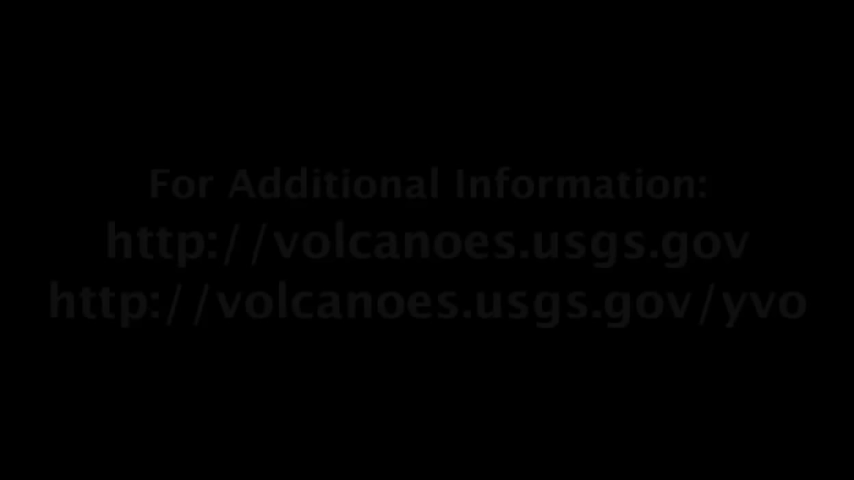 For Additional Information:
http://volcanoes.usgs.gov
http://volcanoes.usgs.gov/yvo